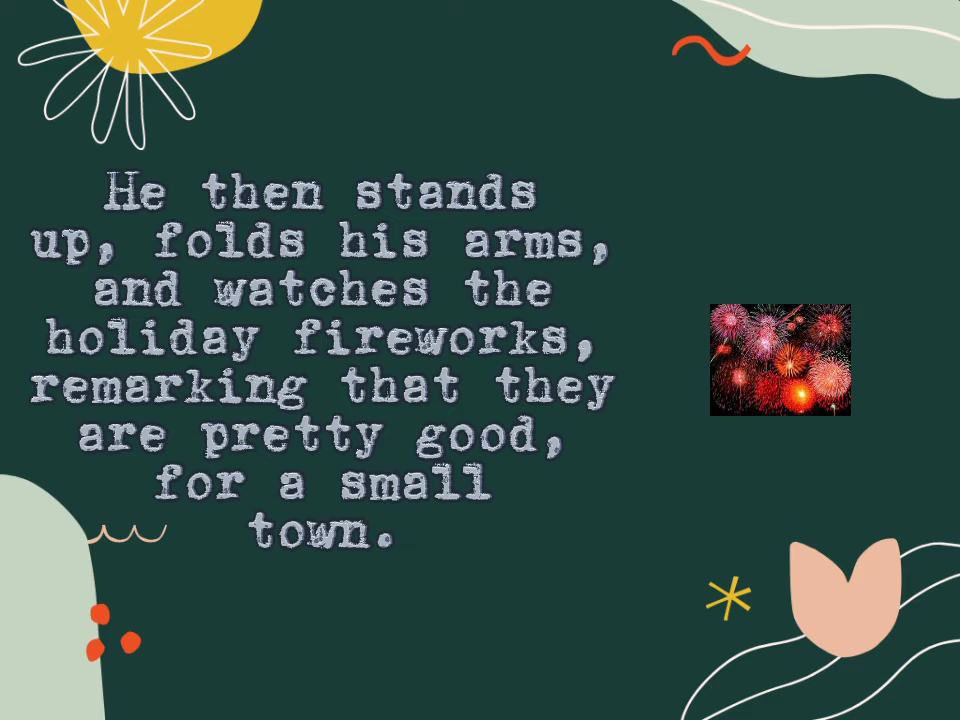 He then stands
up, folds his arms,
and watches the
holiday fireworks,
remarking that they
are pretty good,
for a small
town.